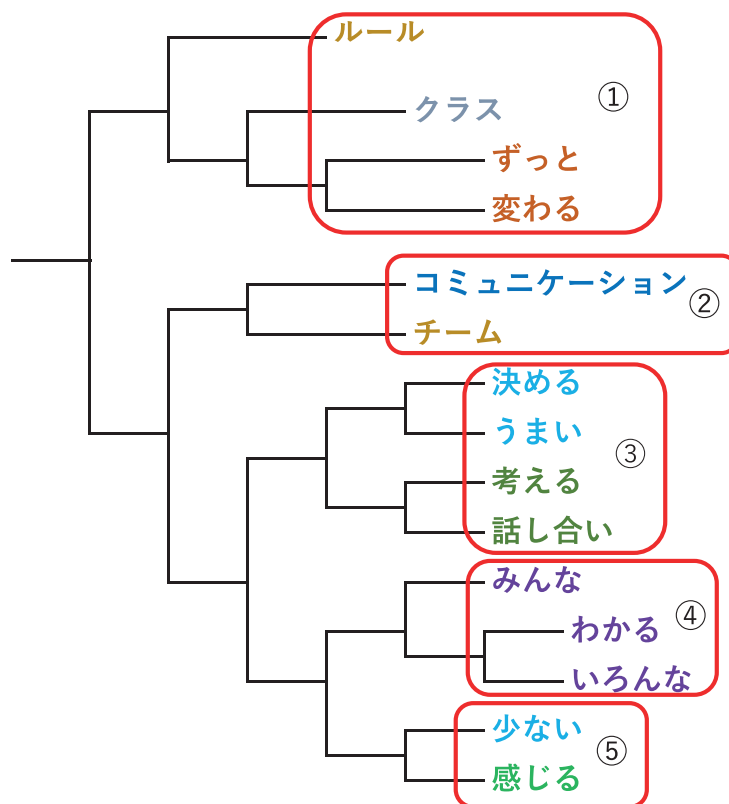 ルール
クラス
①
ずっと
変わる
コミュニケーション
②
チーム
決める
うまい
③
考える
話し合い
みんな
わかる
④
いろんな
少ない
⑤
感じる